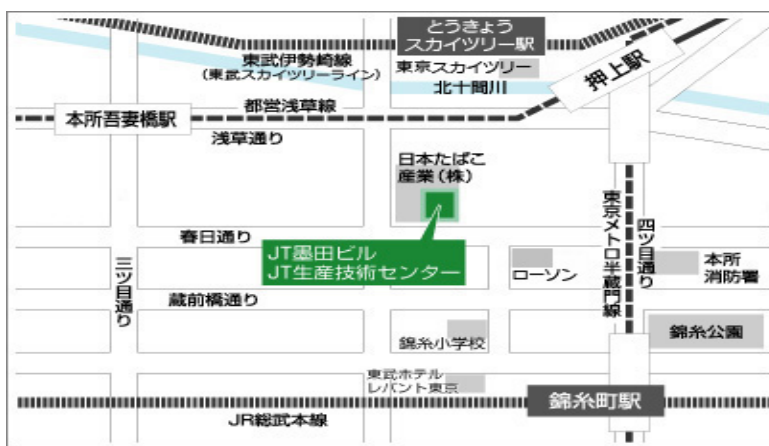 とうきょう
スカイツリー駅
東武伊勢崎線
(東武スカイツリーライン)
東京スカイツリー
押上駅
北十間川
都営浅草線
本所吾妻橋駅
浅草通り
日本たばこ
産業(株)
東京メトロ半蔵門線
四ツ目通り
春日通り
三ツ目通り
JT墨田ビル
JT生産技術センター
ローソン
本所
消防署
蔵前橋通り
錦糸小学校
錦糸公園
東武ホテル
レバント東京
錦糸町駅
JR総武本線